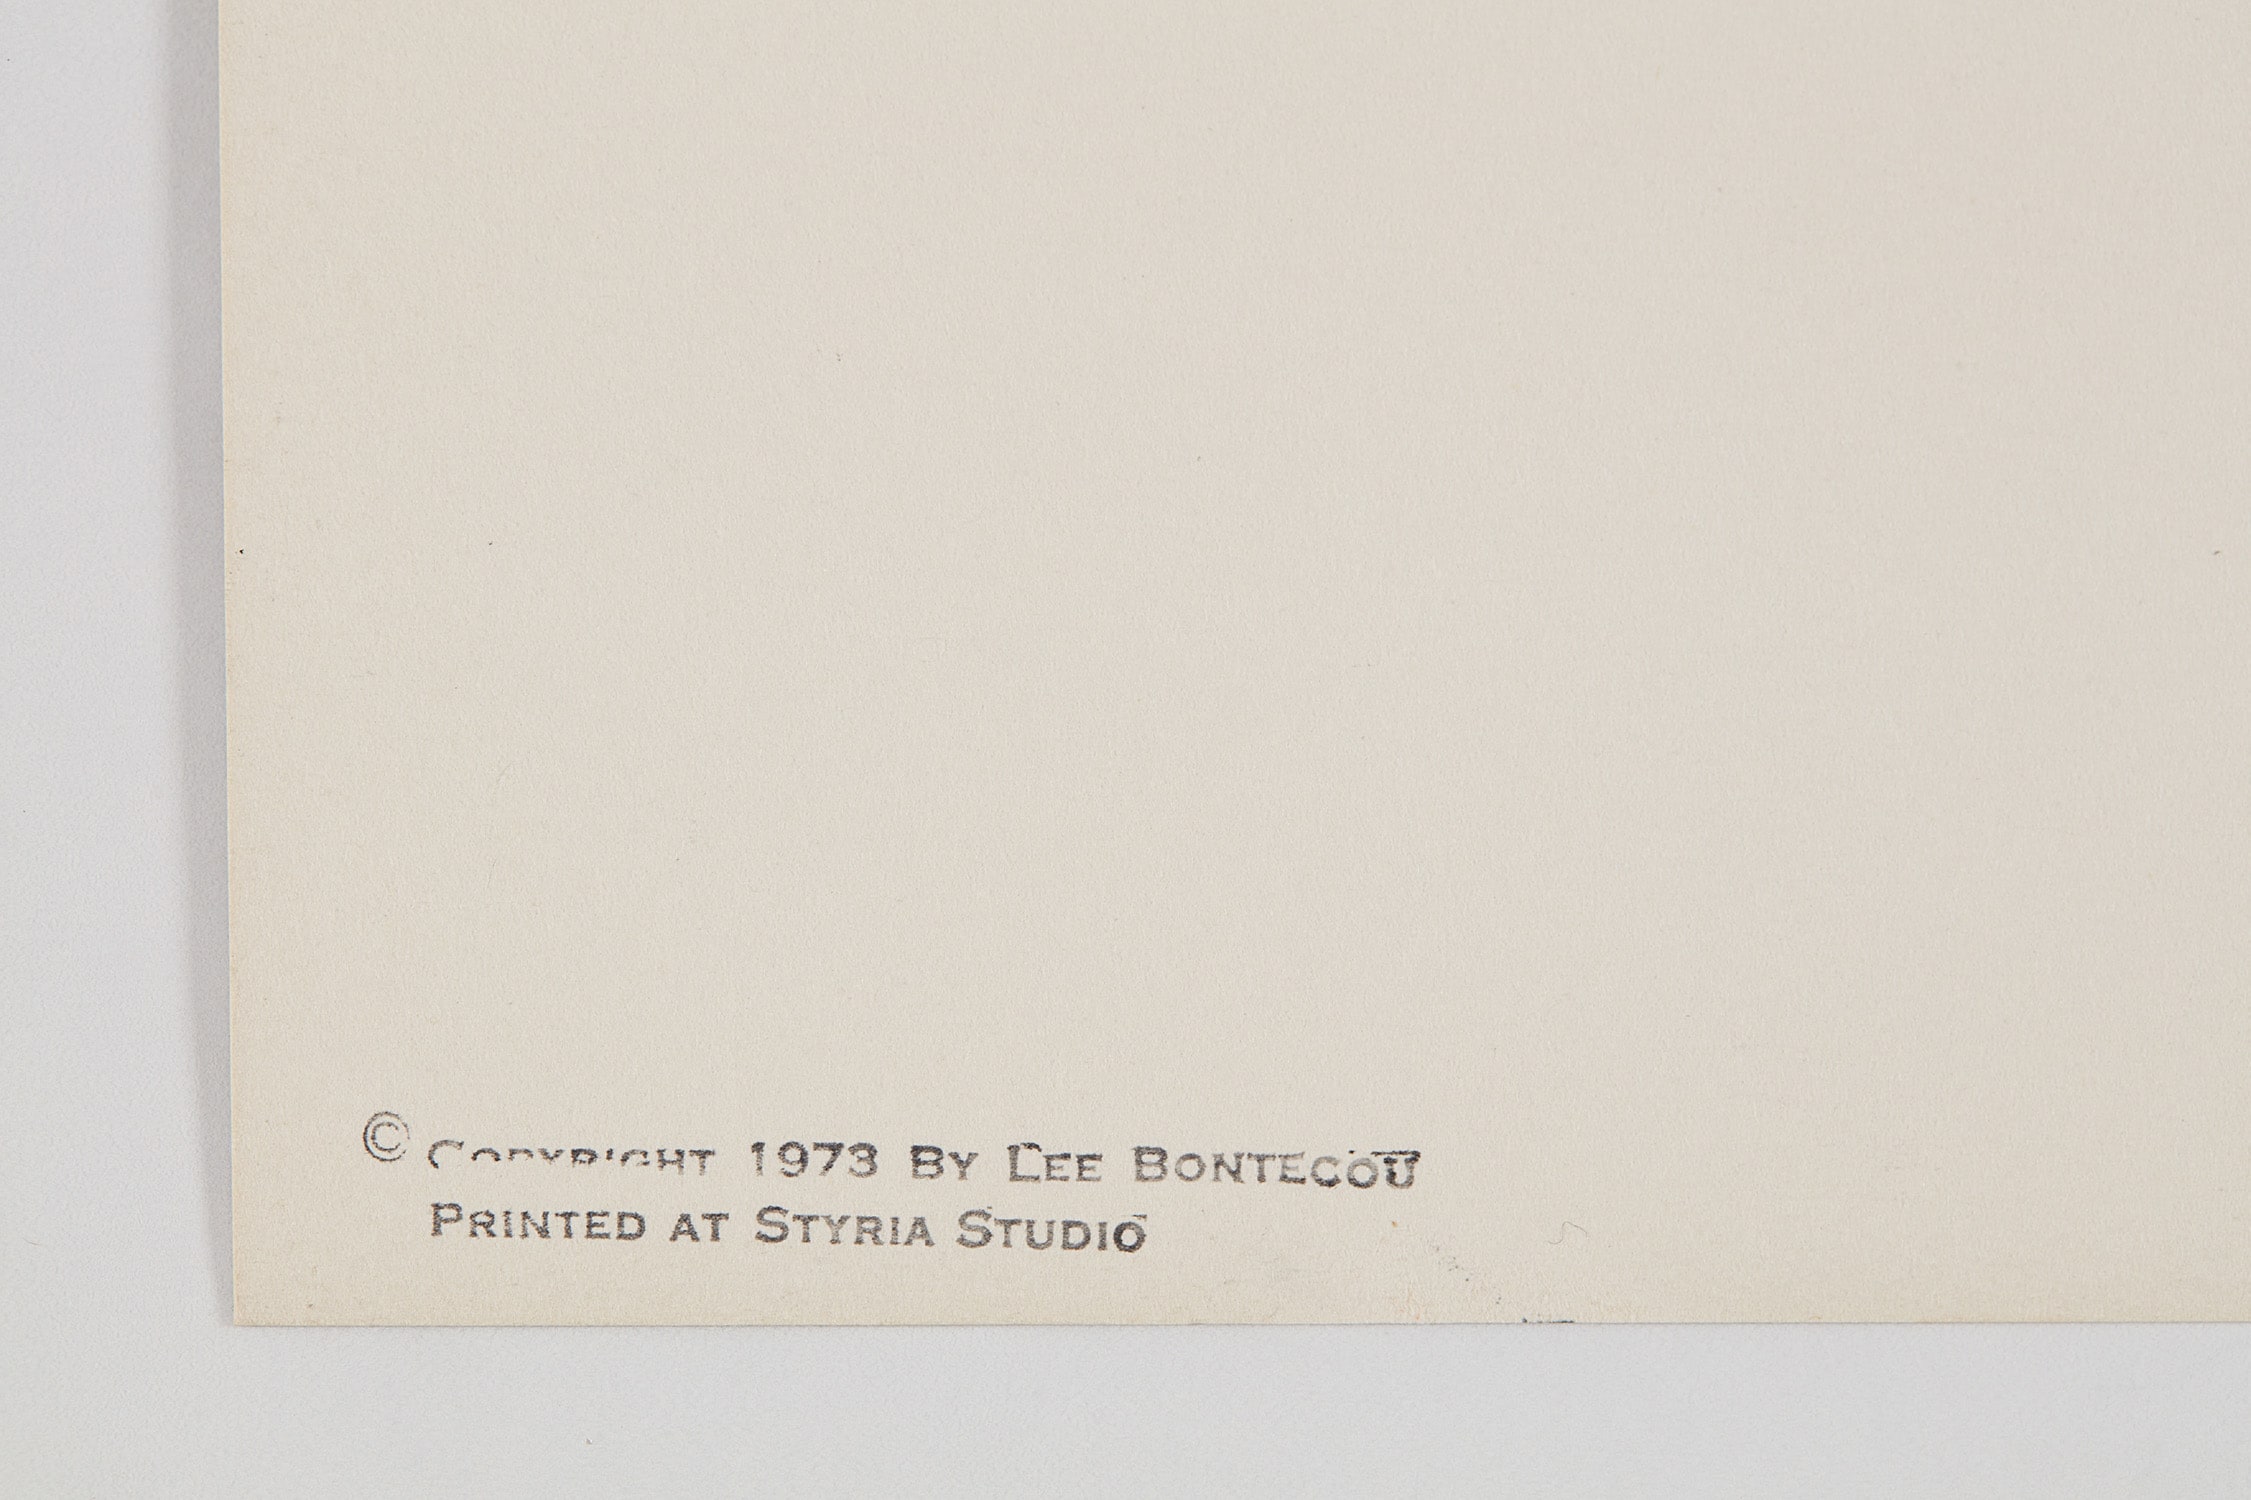 © COPYRIGHT 1973 BY LEE BONTECOU
PRINTED AT STYRIA STUDIO